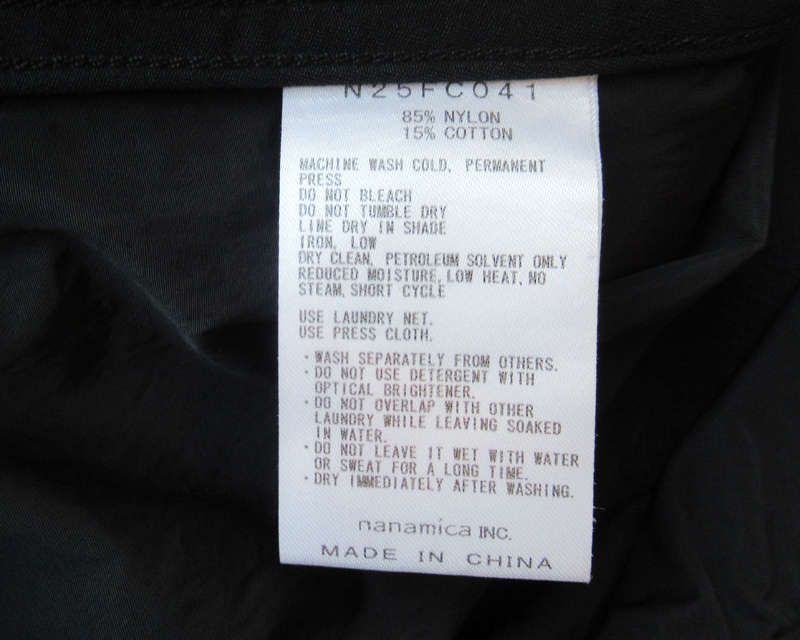 N25FC041
85% NYLON
15% COTTON
MACHINE WASH COLD, PERMANENT
PRESS
DO NOT BLEACH
DO NOT TUMBLE DRY
LINE DRY IN SHADE
IRON, LOW
DRY CLEAN, PETROLEUM SOLVENT ONLY
REDUCED MOISTURE, LOW HEAT, NO
STEAM, SHORT CYCLE
USE LAUNDRY NET.
USE PRESS CLOTH.
・WASH SEPARATELY FROM OTHERS.
・DO NOT USE DETERGENT WITH
OPTICAL BRIGHTENER.
・DO NOT OVERLAP WITH OTHER
LAUNDRY WHILE LEAVING SOAKED
IN WATER.
・DO NOT LEAVE IT WET WITH WATER
OR SWEAT FOR A LONG TIME.
・DRY IMMEDIATELY AFTER WASHING.
nanamica INC.
MADE IN CHINA